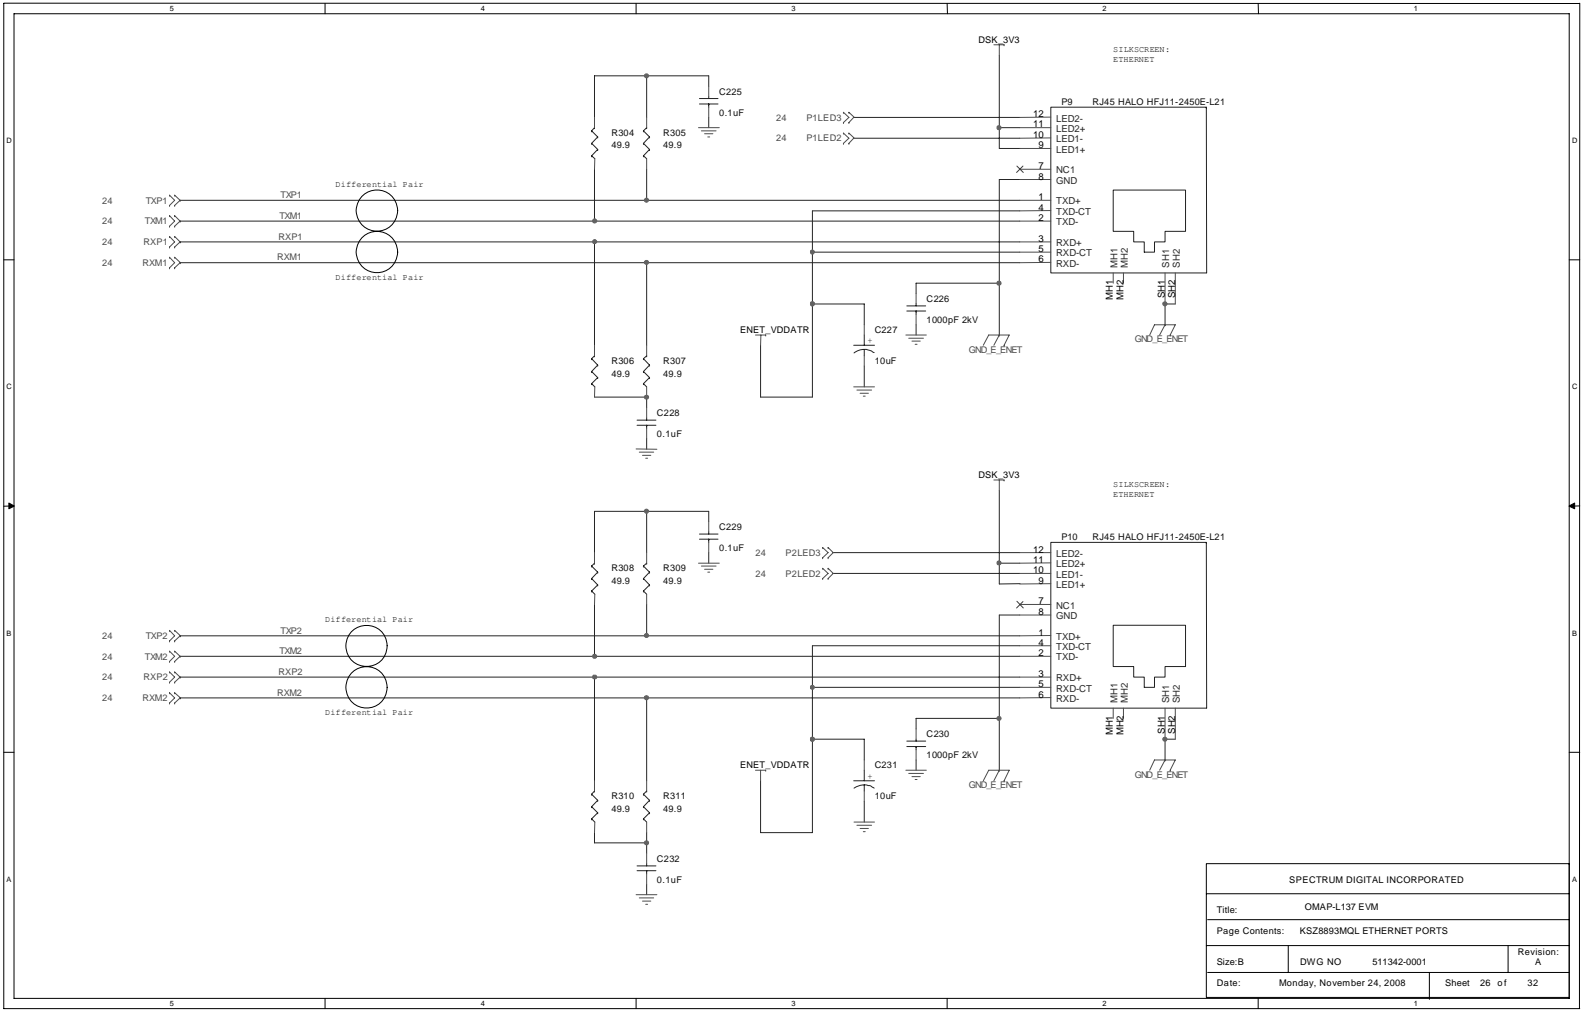 5 4 3 2 1
D D
C C
B B
A A
DSK_3V3
SILKSCREEN:
ETHERNET
C225
0.1uF
R304
49.9
R305
49.9
24 P1LED3
24 P1LED2
P9 RJ45 HALO HFJ11-2450E-L21
12 LED2-
11 LED2+
10 LED1-
9 LED1+
7 NC1
8 GND
1 TXD+
4 TXD-CT
2 TXD-
3 RXD+
5 RXD-CT
6 RXD-
MH1
MH2
SH1
SH2
MH1
MH2
SH1
SH2
Differential Pair
24 TXP1 TXP1
24 TXM1 TXM1
24 RXP1 RXP1
24 RXM1 RXM1
Differential Pair
C226
1000pF 2kV
ENET_VDDATR
C227
+
10uF
GND_E_ENET
GND_E_ENET
R306
49.9
R307
49.9
C228
0.1uF
DSK_3V3
SILKSCREEN:
ETHERNET
C229
0.1uF
R308
49.9
R309
49.9
24 P2LED3
24 P2LED2
P10 RJ45 HALO HFJ11-2450E-L21
12 LED2-
11 LED2+
10 LED1-
9 LED1+
7 NC1
8 GND
1 TXD+
4 TXD-CT
2 TXD-
3 RXD+
5 RXD-CT
6 RXD-
MH1
MH2
SH1
SH2
MH1
MH2
SH1
SH2
Differential Pair
24 TXP2 TXP2
24 TXM2 TXM2
24 RXP2 RXP2
24 RXM2 RXM2
Differential Pair
C230
1000pF 2kV
ENET_VDDATR
C231
+
10uF
GND_E_ENET
GND_E_ENET
R310
49.9
R311
49.9
C232
0.1uF
SPECTRUM DIGITAL INCORPORATED
Title: OMAP-L137 EVM
Page Contents: KSZ8893MQL ETHERNET PORTS
Size:B DWG NO 511342-0001 Revision:
A
Date: Monday, November 24, 2008 Sheet 26 of 32
5 4 3 2 1